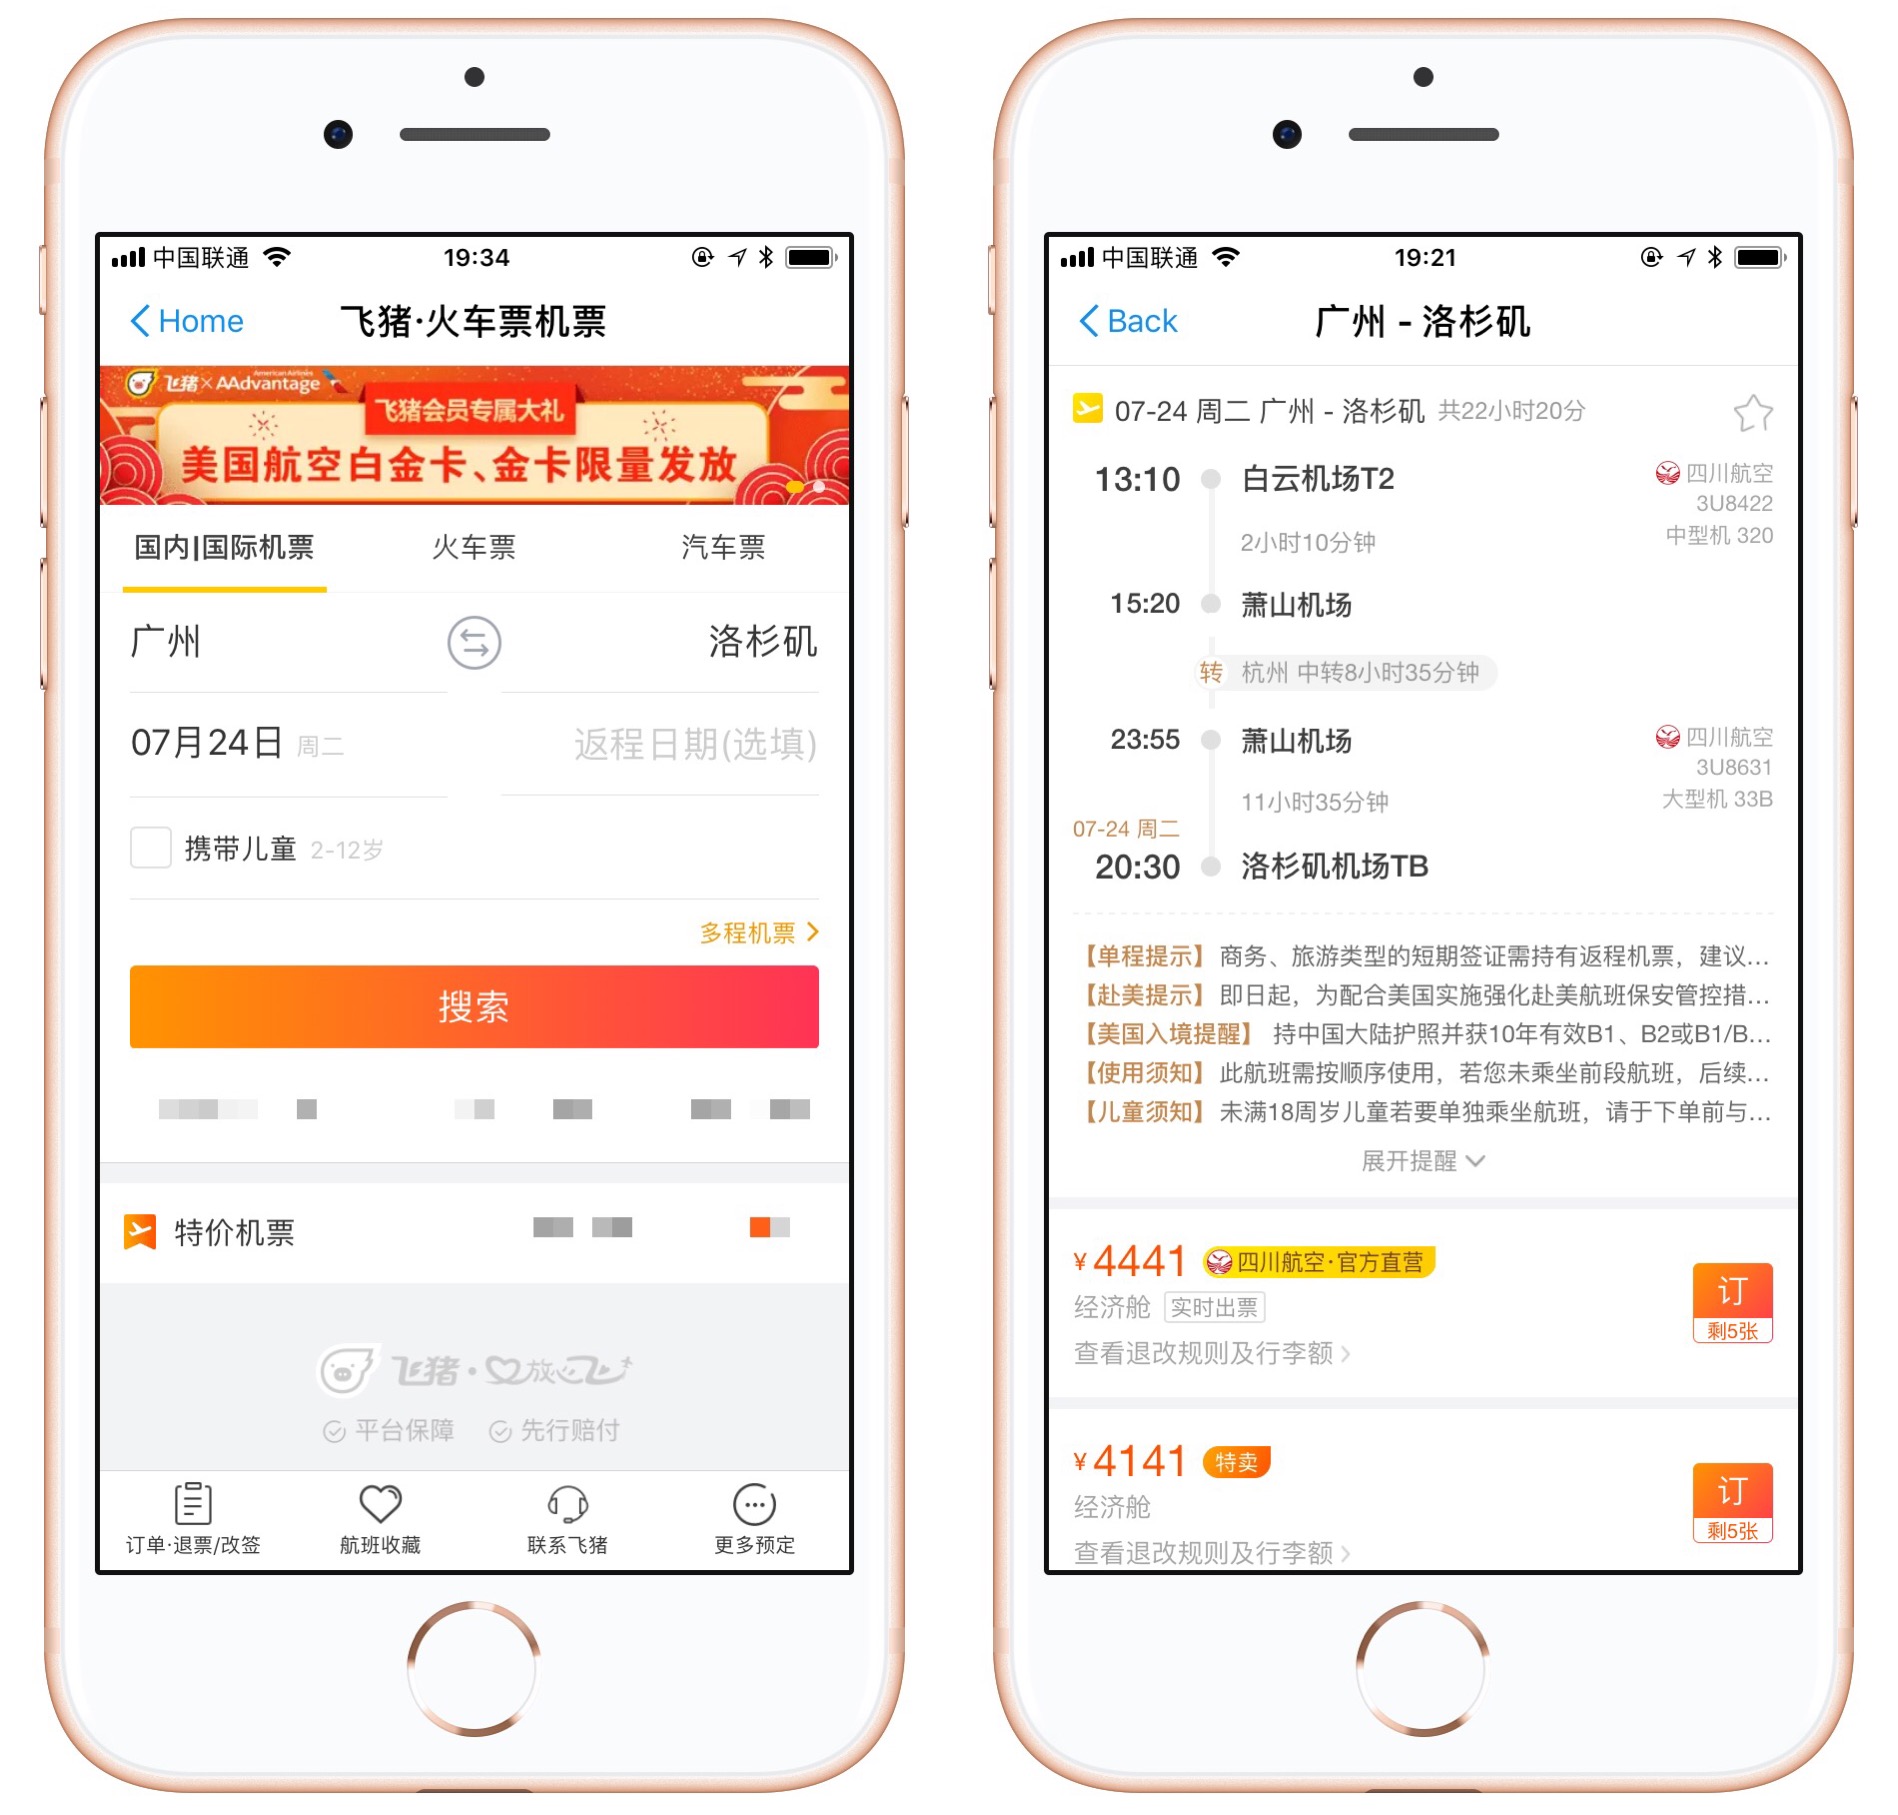 中国联通
19:34
Home
飞猪·火车票机票
飞猪×AAdvantage
American Airlines
飞猪会员专属大礼
美国航空白金卡、金卡限量发放
国内|国际机票
火车票
汽车票
广州
洛杉矶
07月24日 周二
返程日期(选填)
携带儿童 2-12岁
多程机票
搜索
特价机票
飞猪·放心飞
平台保障 先行赔付
订单·退票/改签
航班收藏
联系飞猪
更多预定
中国联通
19:21
Back
广州 - 洛杉矶
07-24 周二 广州 - 洛杉矶 共22小时20分
13:10 白云机场T2
四川航空
3U8422
中型机 320
2小时10分钟
15:20 萧山机场
转 杭州 中转8小时35分钟
23:55 萧山机场
四川航空
3U8631
大型机 33B
11小时35分钟
07-24 周二
20:30 洛杉矶机场TB
【单程提示】商务、旅游类型的短期签证需持有返程机票，建议...
【赴美提示】即日起，为配合美国实施强化赴美航班保安管控措...
【美国入境提醒】 持中国大陆护照并获10年有效B1、B2或B1/B...
【使用须知】此航班需按顺序使用，若您未乘坐前段航班，后续...
【儿童须知】未满18周岁儿童若要单独乘坐航班，请于下单前与...
展开提醒
¥4441 四川航空·官方直营
经济舱 实时出票
查看退改规则及行李额
订
剩5张
¥4141 特卖
经济舱
查看退改规则及行李额
订
剩5张